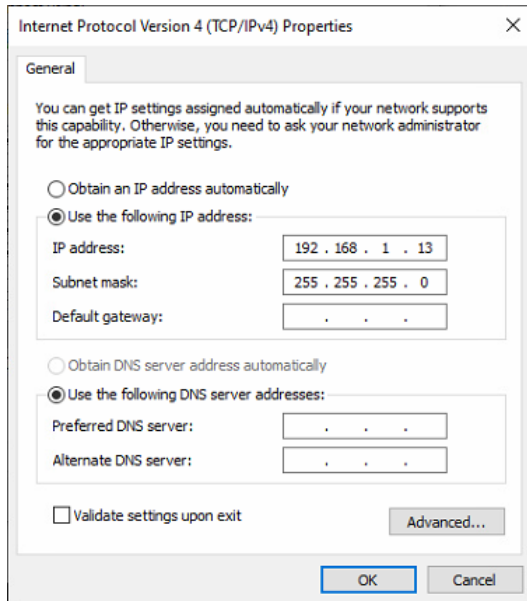 Internet Protocol Version 4 (TCP/IPv4) Properties
General
You can get IP settings assigned automatically if your network supports
this capability. Otherwise, you need to ask your network administrator
for the appropriate IP settings.
Obtain an IP address automatically
Use the following IP address:
IP address: 192 . 168 . 1 . 13
Subnet mask: 255 . 255 . 255 . 0
Default gateway: . . .
Obtain DNS server address automatically
Use the following DNS server addresses:
Preferred DNS server: . . .
Alternate DNS server: . . .
Validate settings upon exit
Advanced...
OK Cancel